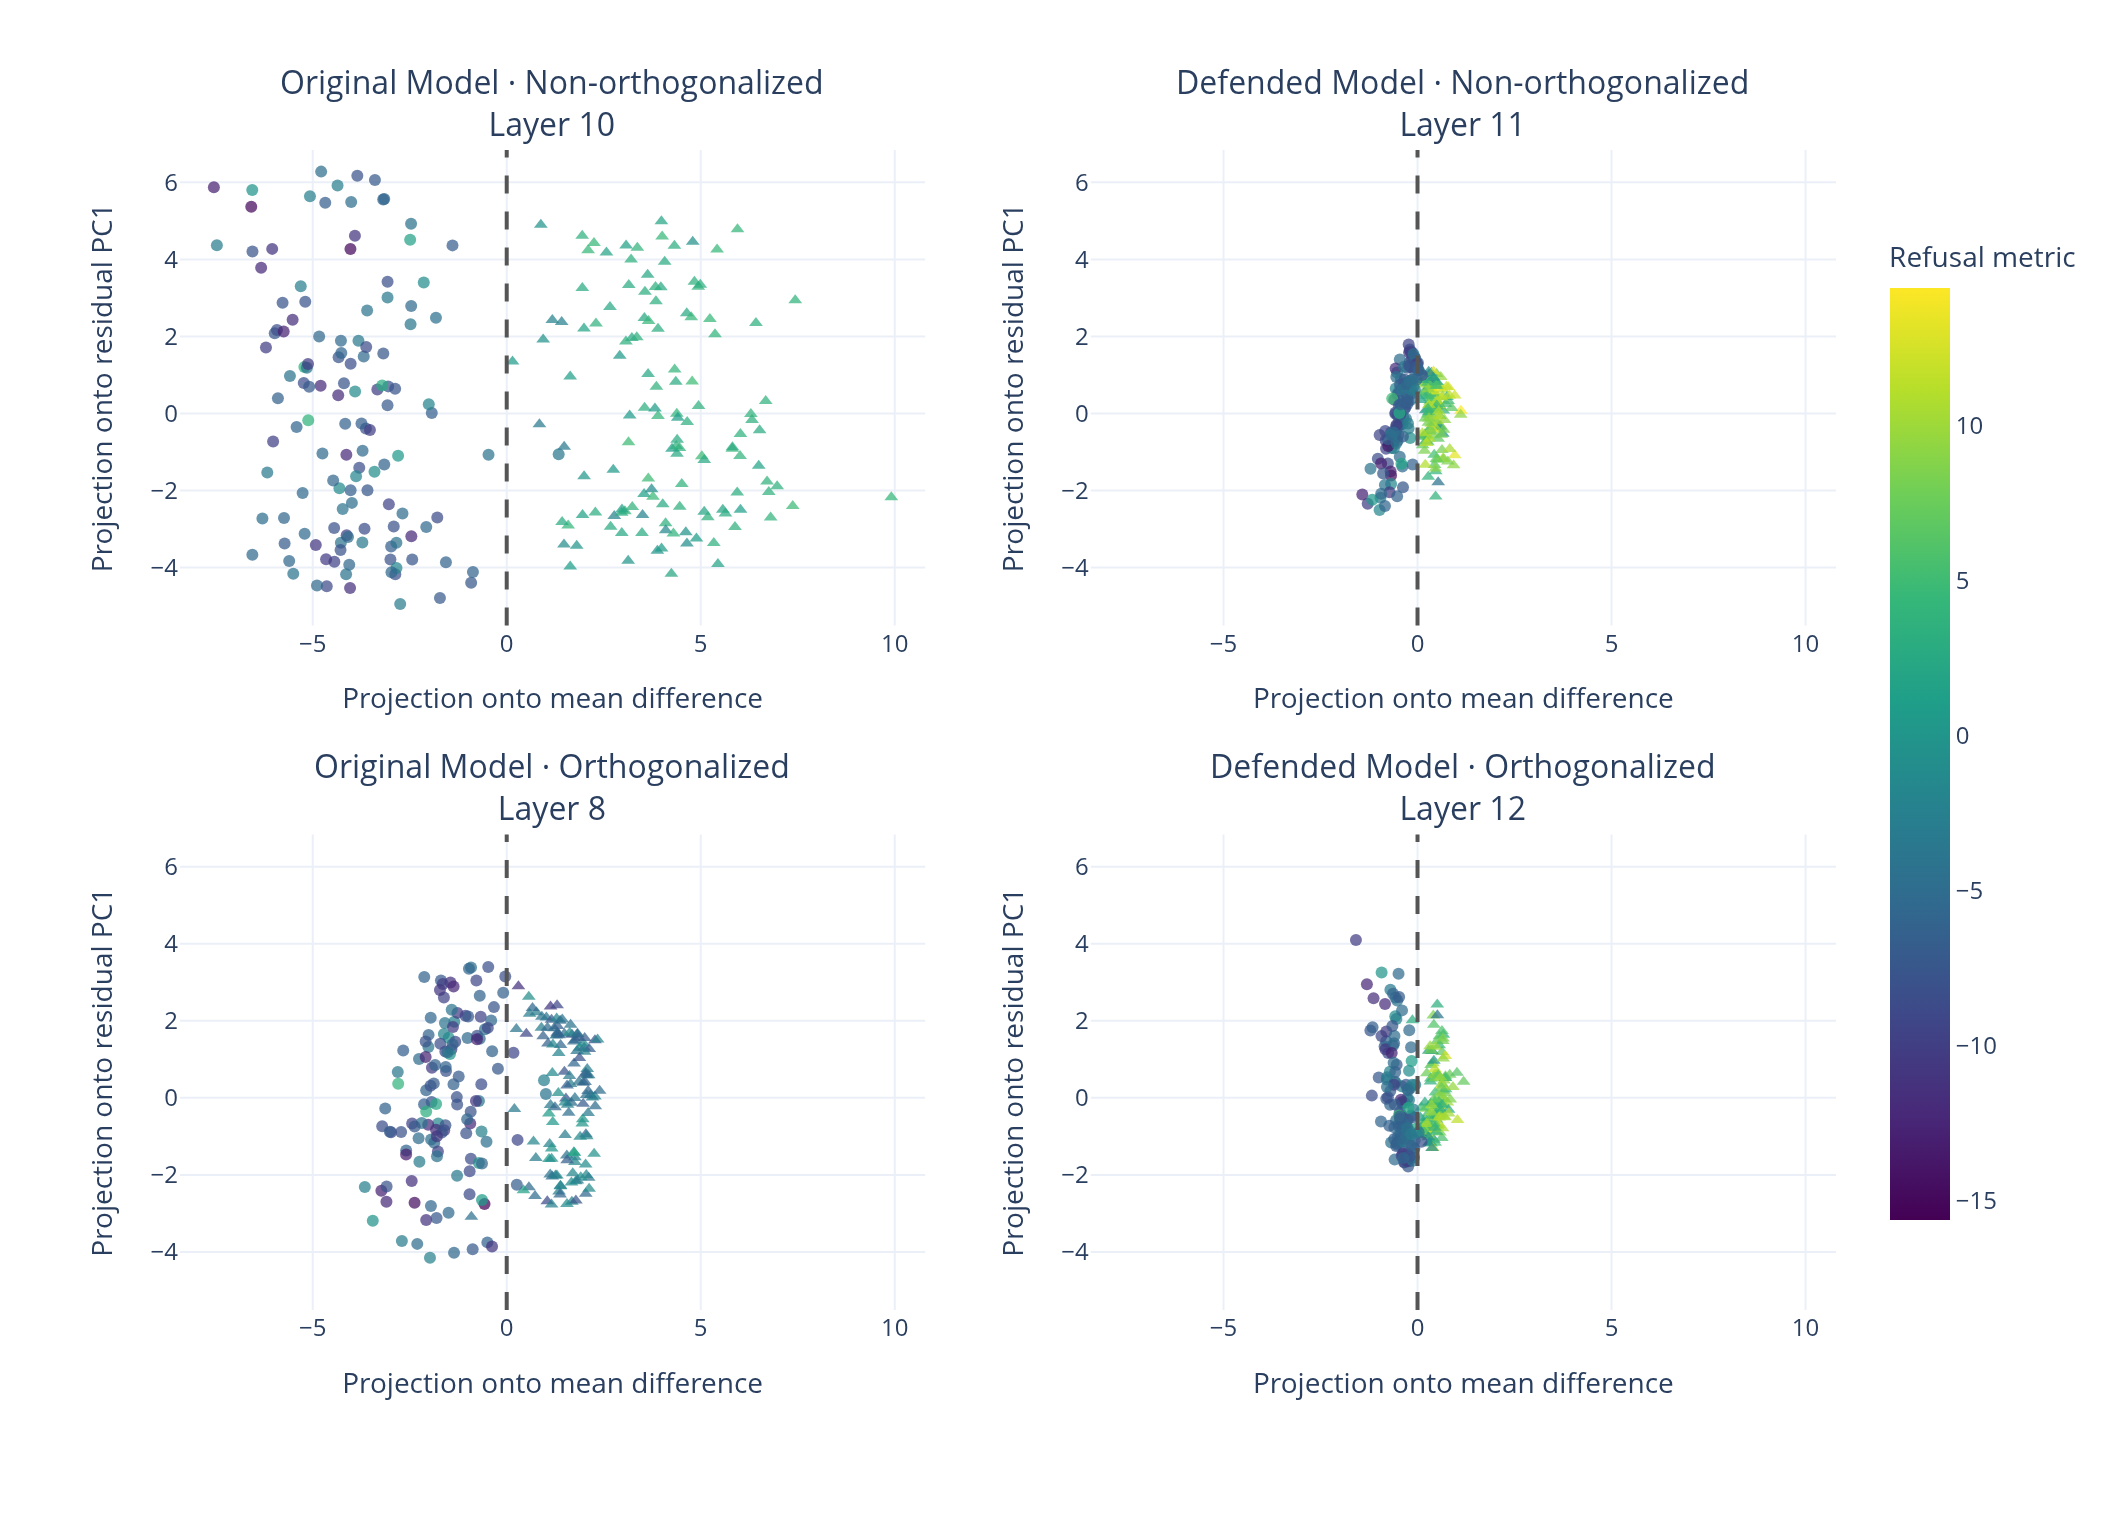 Original Model · Non-orthogonalized
Layer 10
Projection onto residual PC1
6
4
2
0
−2
−4
−5
0
5
10
Projection onto mean difference
Defended Model · Non-orthogonalized
Layer 11
Projection onto residual PC1
6
4
2
0
−2
−4
−5
0
5
10
Projection onto mean difference
Original Model · Orthogonalized
Layer 8
Projection onto residual PC1
6
4
2
0
−2
−4
−5
0
5
10
Projection onto mean difference
Defended Model · Orthogonalized
Layer 12
Projection onto residual PC1
6
4
2
0
−2
−4
−5
0
5
10
Projection onto mean difference
Refusal metric
10
5
0
−5
−10
−15